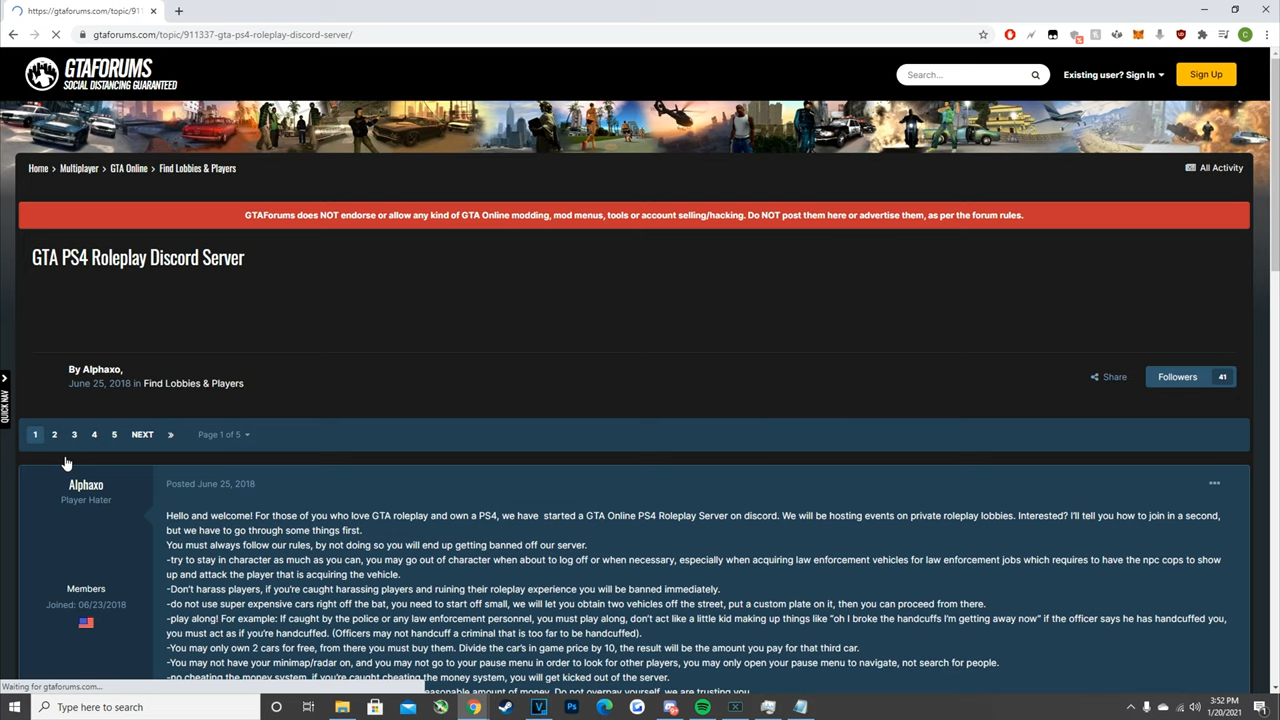 https://gtaforums.com/topic/911
gtaforums.com/topic/911337-gta-ps4-roleplay-discord-server/
GTAFORUMS
SOCIAL DISTANCING GUARANTEED
Search...
Existing user? Sign In
Sign Up
Home > Multiplayer > GTA Online > Find Lobbies & Players
All Activity
GTAForums does NOT endorse or allow any kind of GTA Online modding, mod menus, tools or account selling/hacking. Do NOT post them here or advertise them, as per the forum rules.
GTA PS4 Roleplay Discord Server
By Alphaxo,
June 25, 2018 in Find Lobbies & Players
Share
Followers 41
QUICK NAV
1 2 3 4 5 NEXT » Page 1 of 5
Alphaxo
Player Hater
Members
Joined: 06/23/2018
Posted June 25, 2018
Hello and welcome! For those of you who love GTA roleplay and own a PS4, we have started a GTA Online PS4 Roleplay Server on discord. We will be hosting events on private roleplay lobbies. Interested? I'll tell you how to join in a second,
but we have to go through some things first.
You must always follow our rules, by not doing so you will end up getting banned off our server.
-try to stay in character as much as you can, you may go out of character when about to log off or when necessary, especially when acquiring law enforcement vehicles for law enforcement jobs which requires to have the npc cops to show
up and attack the player that is acquiring the vehicle.
-Don't harass players, if you're caught harassing players and ruining their roleplay experience you will be banned immediately.
-do not use super expensive cars right off the bat, you need to start off small, we will let you obtain two vehicles off the street, put a custom plate on it, then you can proceed from there.
-play along! For example: If caught by the police or any law enforcement personnel, you must play along, don't act like a little kid making up things like "oh I broke the handcuffs I'm getting away now" if the officer says he has handcuffed you,
you must act as if you're handcuffed. (Officers may not handcuff a criminal that is too far to be handcuffed).
-You may only own 2 cars for free, from there you must buy them. Divide the car's in game price by 10, the result will be the amount you pay for that third car.
-You may not have your minimap/radar on, and you may not go to your pause menu in order to look for other players, you may only open your pause menu to navigate, not search for people.
-no cheating the money system, if you're caught cheating the money system, you will get kicked out of the server.
reasonable amount of money. Do not overpay yourself, we are trusting you
Waiting for gtaforums.com...
Type here to search
3:52 PM
1/20/2021